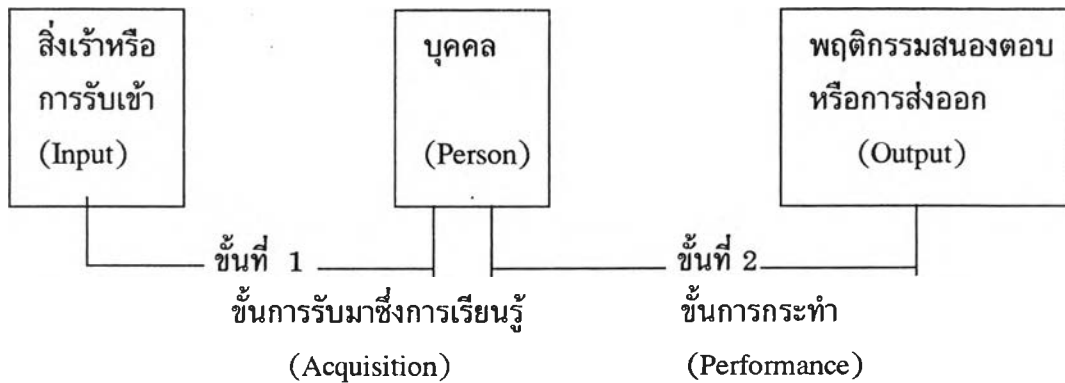 สิ่งเร้าหรือ
การรับเข้า
(Input)
บุคคล
(Person)
พฤติกรรมสนองตอบ
หรือการส่งออก
(Output)
ขั้นที่ 1
ขั้นการรับมาซึ่งการเรียนรู้
(Acquisition)
ขั้นที่ 2
ขั้นการกระทำ
(Performance)